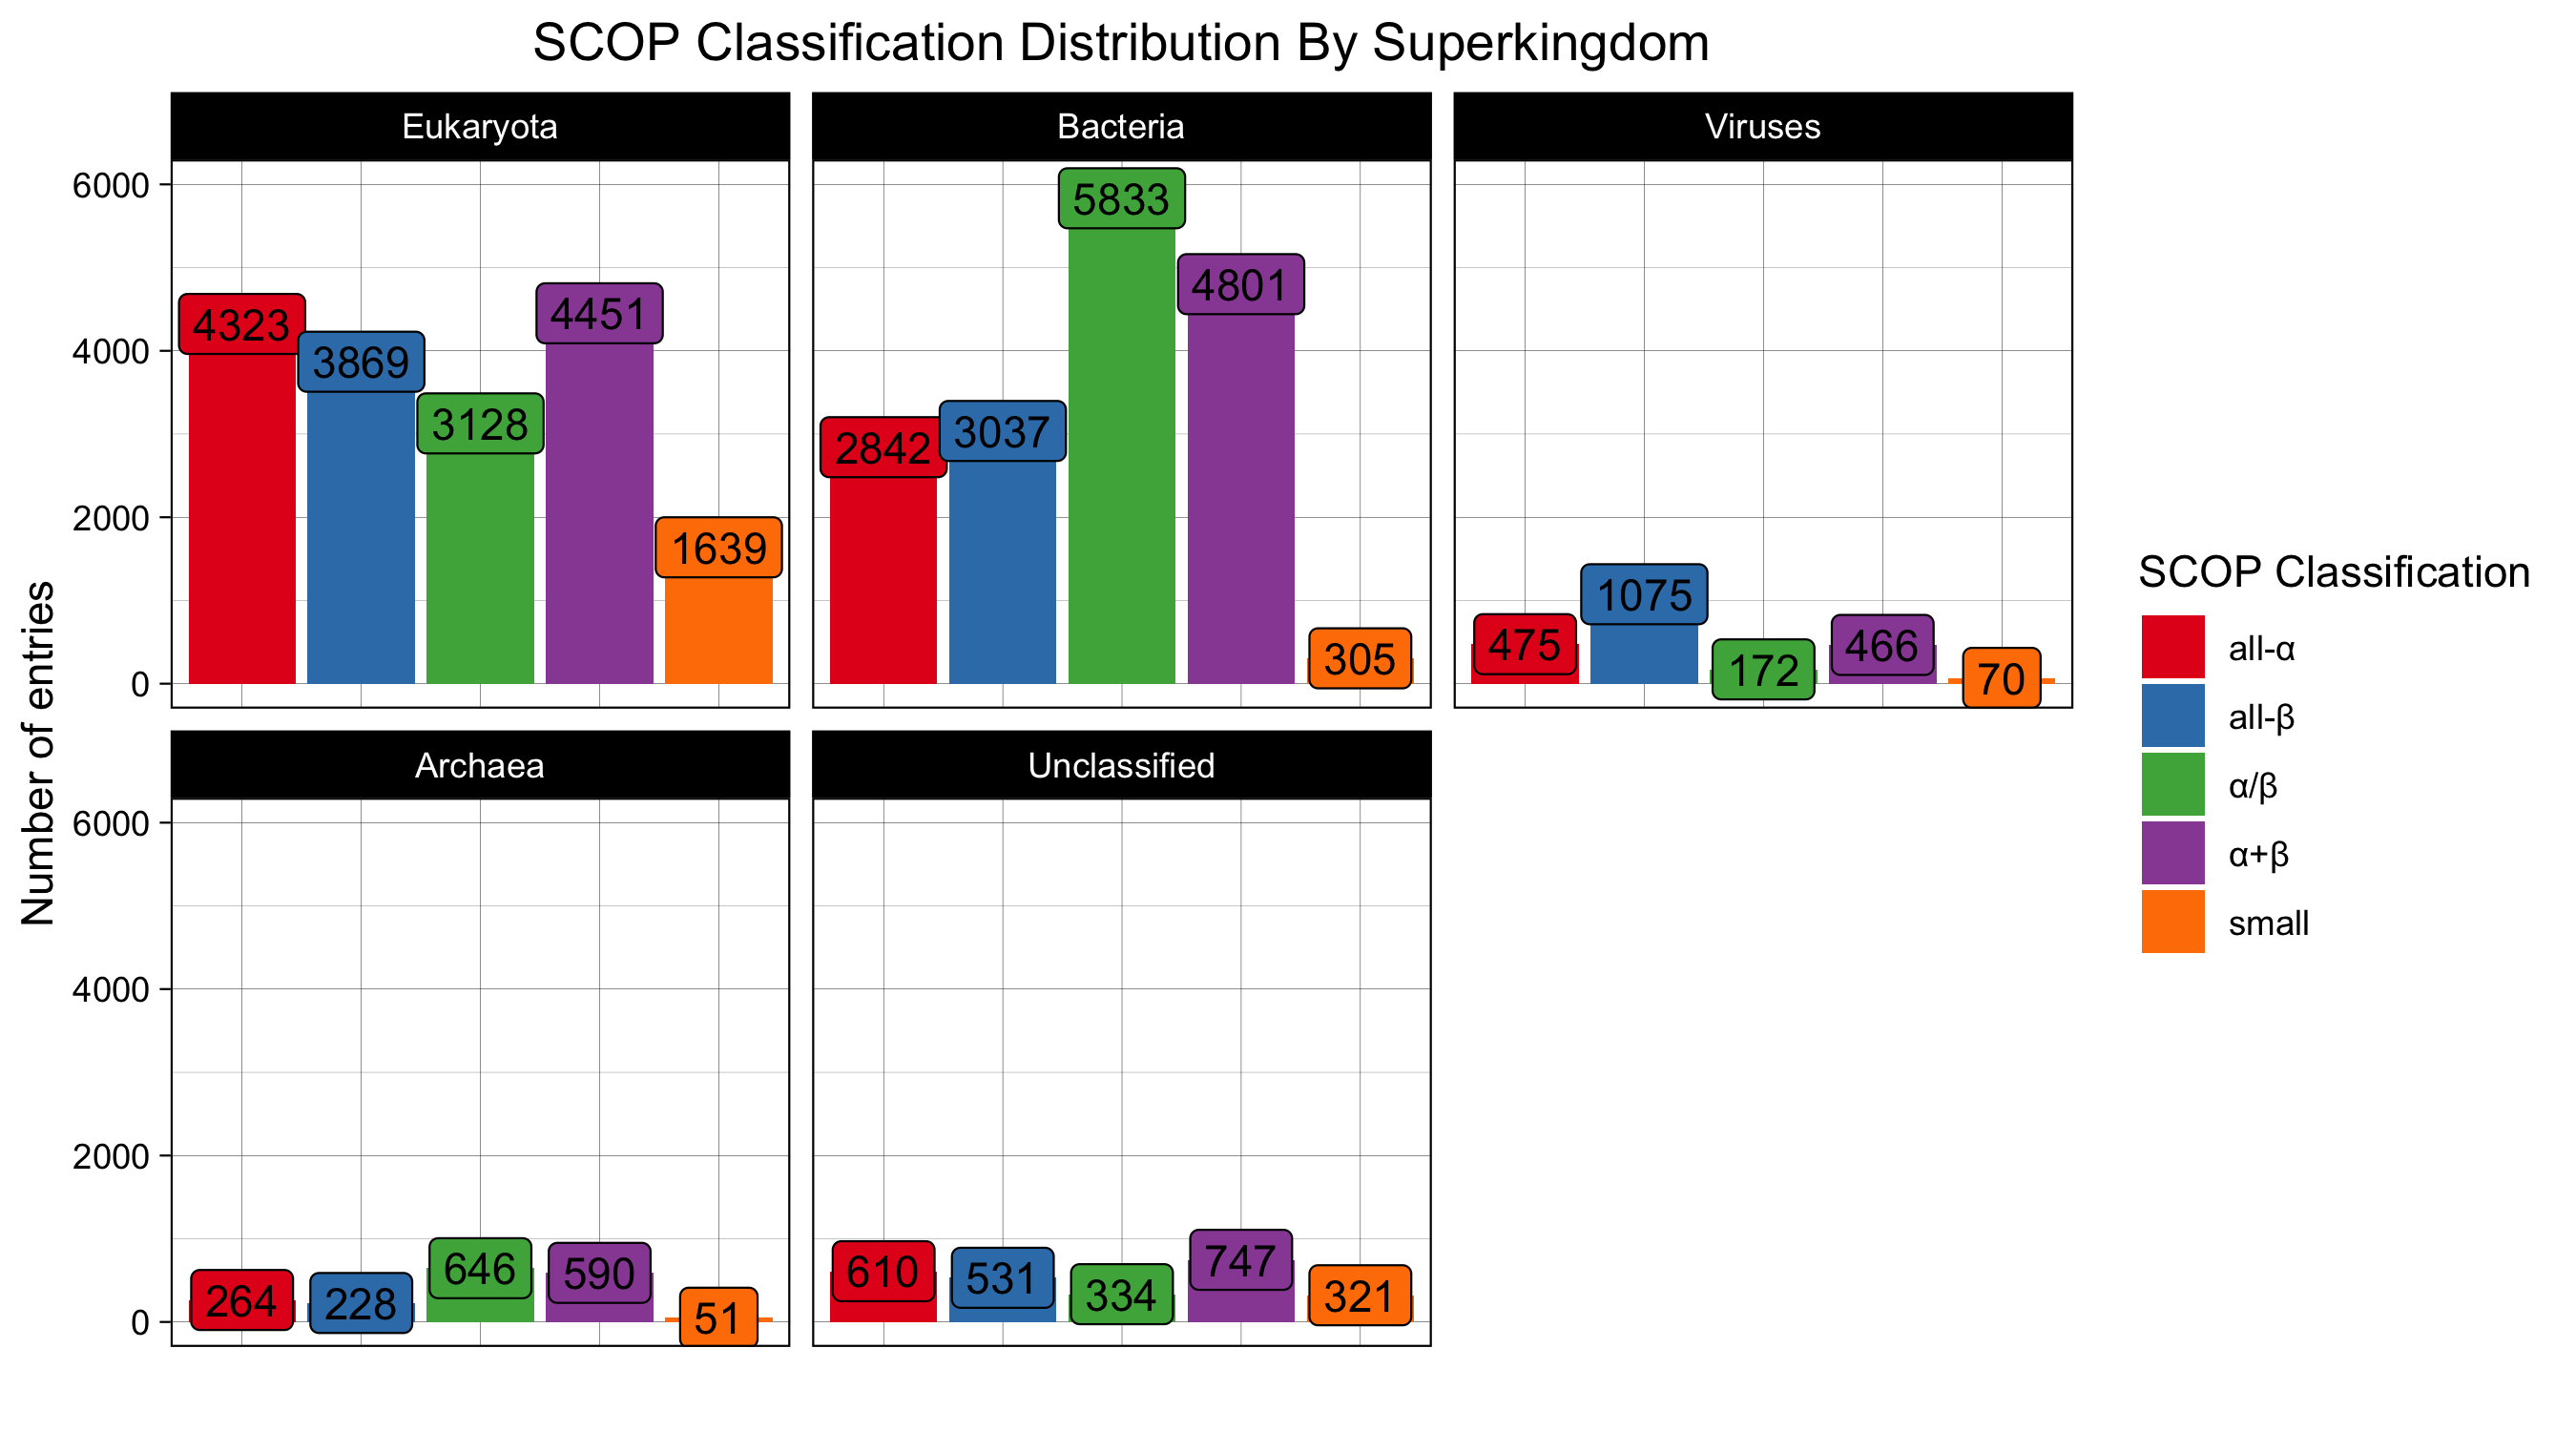 SCOP Classification Distribution By Superkingdom
Eukaryota
Bacteria
Viruses
6000
4000
2000
0
4323
3869
3128
4451
1639
2842
3037
5833
4801
305
475
1075
172
466
70
Number of entries
Archaea
Unclassified
6000
4000
2000
0
264
228
646
590
51
610
531
334
747
321
SCOP Classification
all-α
all-β
α/β
α+β
small